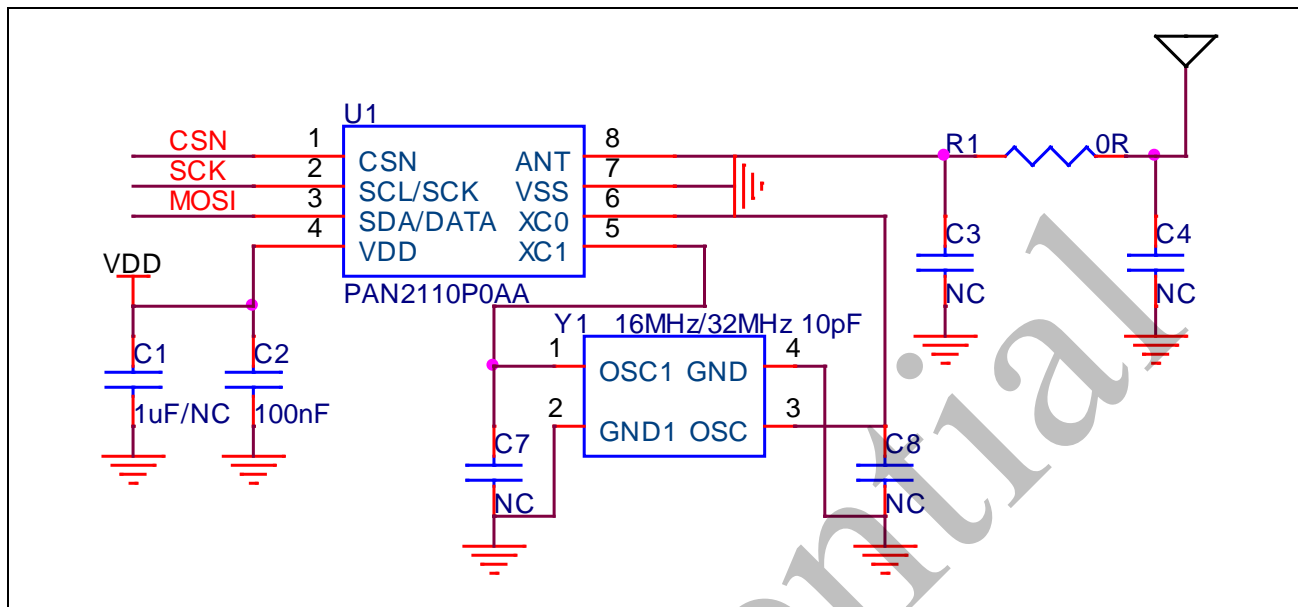 U1
CSN 1 CSN ANT 8
SCK 2 SCL/SCK VSS 7
MOSI 3 SDA/DATA XC0 6
4 VDD XC1 5
PAN2110P0AA
VDD
C1
1uF/NC
C2
100nF
R1 0R
C3
NC
C4
NC
Y1 16MHz/32MHz 10pF
1 OSC1 GND 4
2 GND1 OSC 3
C7
NC
C8
NC